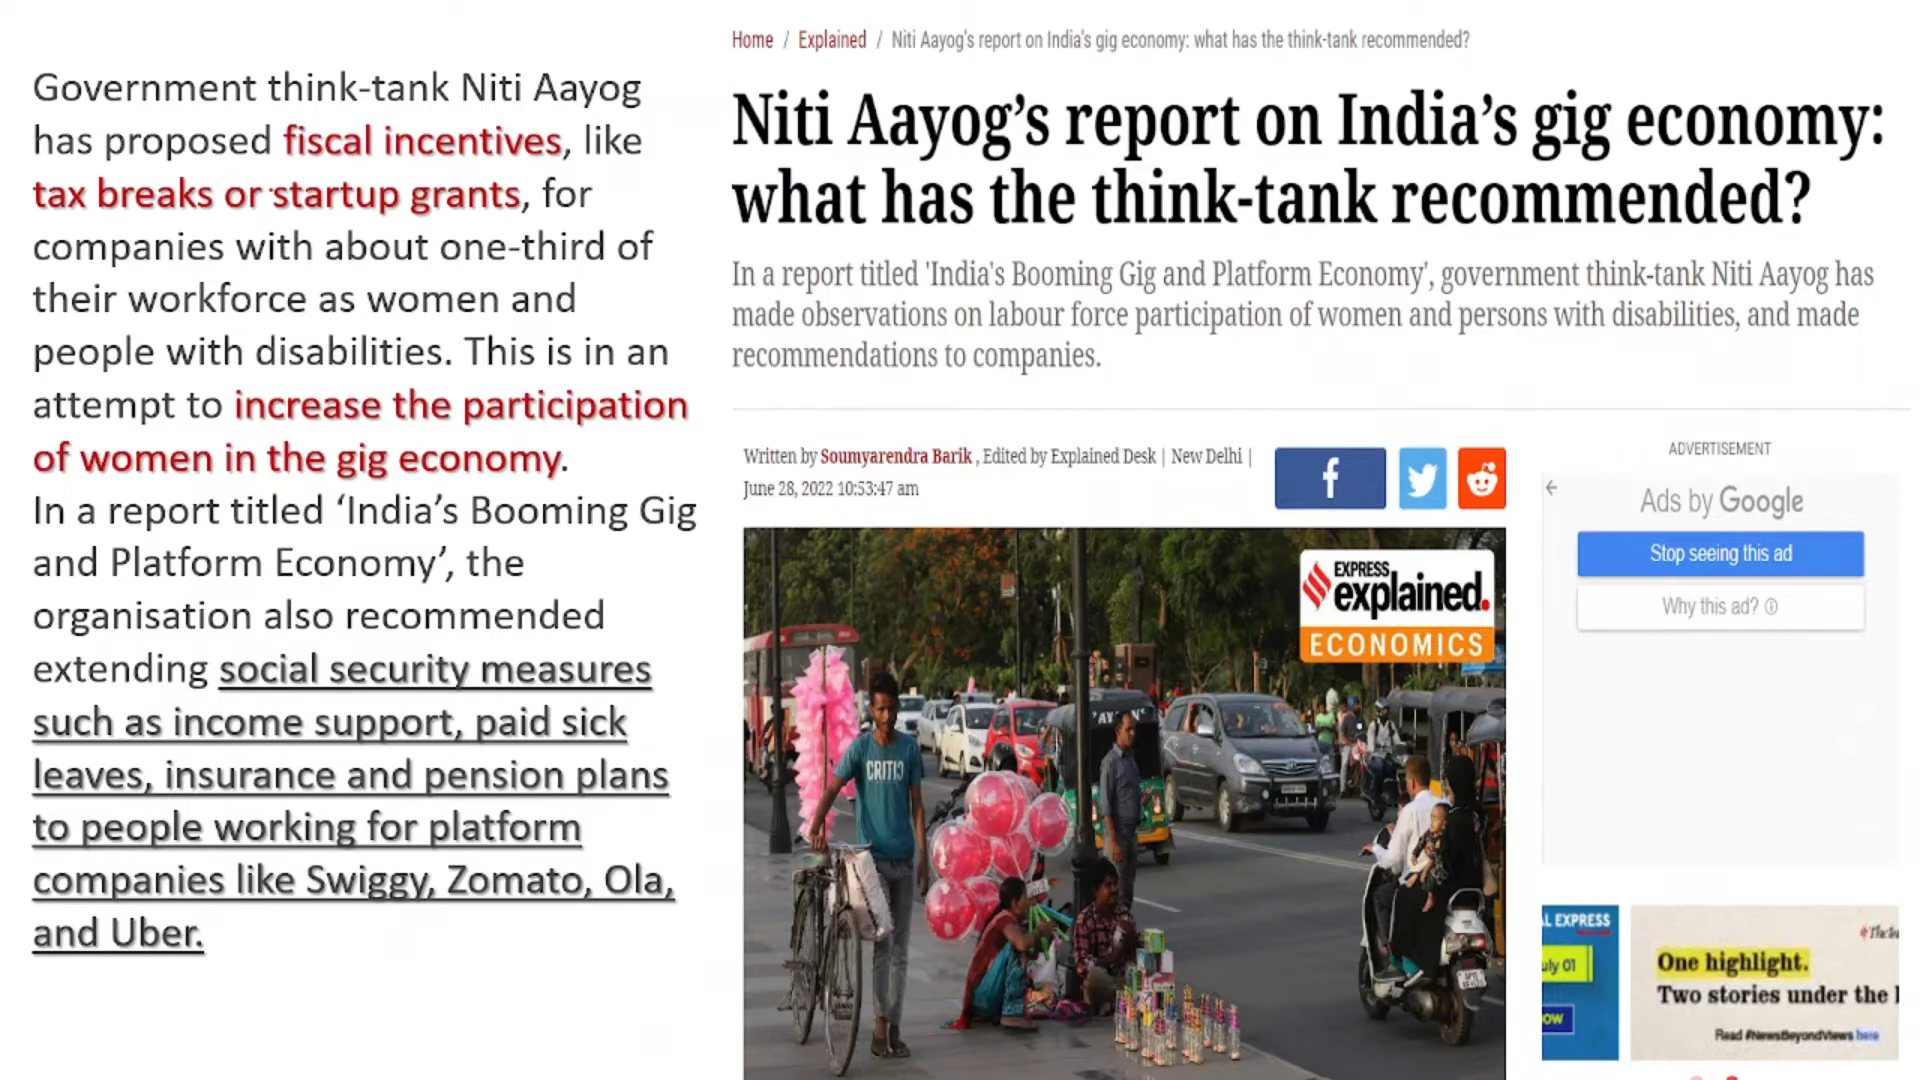 Government think-tank Niti Aayog
has proposed fiscal incentives, like
tax breaks or startup grants, for
companies with about one-third of
their workforce as women and
people with disabilities. This is in an
attempt to increase the participation
of women in the gig economy.
In a report titled ‘India’s Booming Gig
and Platform Economy’, the
organisation also recommended
extending social security measures
such as income support, paid sick
leaves, insurance and pension plans
to people working for platform
companies like Swiggy, Zomato, Ola,
and Uber.
Home / Explained / Niti Aayog's report on India's gig economy: what has the think-tank recommended?
Niti Aayog’s report on India’s gig economy:
what has the think-tank recommended?
In a report titled 'India's Booming Gig and Platform Economy', government think-tank Niti Aayog has
made observations on labour force participation of women and persons with disabilities, and made
recommendations to companies.
Written by Soumyarendra Barik , Edited by Explained Desk | New Delhi |
June 28, 2022 10:53:47 am
EXPRESS
explained.
ECONOMICS
CRITIC
ADVERTISEMENT
Ads by Google
Stop seeing this ad
Why this ad?
L EXPRESS
uly 01
OW
One highlight.
Two stories under the
Read #NewsBeyondViews here